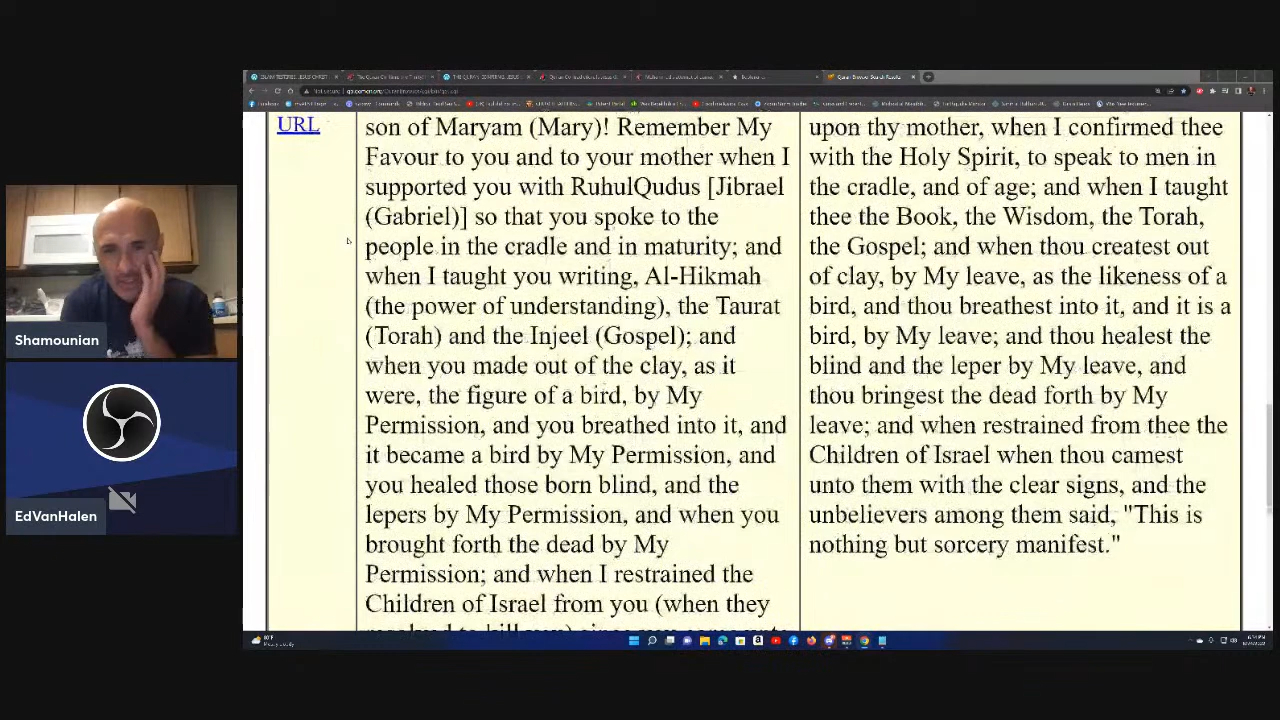 URL
son of Maryam (Mary)! Remember My
Favour to you and to your mother when I
supported you with RuhulQudus [Jibrael
(Gabriel)] so that you spoke to the
people in the cradle and in maturity; and
when I taught you writing, Al-Hikmah
(the power of understanding), the Taurat
(Torah) and the Injeel (Gospel); and
when you made out of the clay, as it
were, the figure of a bird, by My
Permission, and you breathed into it, and
it became a bird by My Permission, and
you healed those born blind, and the
lepers by My Permission, and when you
brought forth the dead by My
Permission; and when I restrained the
Children of Israel from you (when they
upon thy mother, when I confirmed thee
with the Holy Spirit, to speak to men in
the cradle, and of age; and when I taught
thee the Book, the Wisdom, the Torah,
the Gospel; and when thou createst out
of clay, by My leave, as the likeness of a
bird, and thou breathest into it, and it is a
bird, by My leave; and thou healest the
blind and the leper by My leave, and
thou bringest the dead forth by My
leave; and when restrained from thee the
Children of Israel when thou camest
unto them with the clear signs, and the
unbelievers among them said, "This is
nothing but sorcery manifest."
Shamounian
EdVanHalen